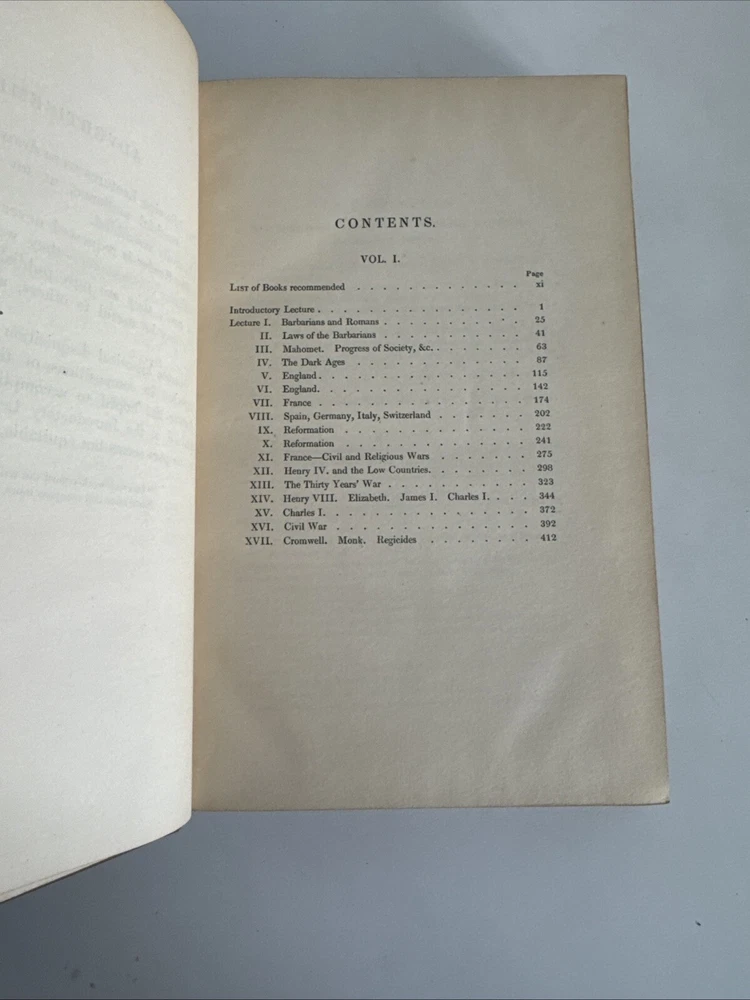 CONTENTS.
VOL. I.
Page
LIST of Books recommended . . . . . . . . . . . . . xi
Introductory Lecture . . . . . . . . . . . . . . . . 1
Lecture I. Barbarians and Romans . . . . . . . . . . . 25
II. Laws of the Barbarians . . . . . . . . . . . 41
III. Mahomet. Progress of Society, &c. . . . . . . . 63
IV. The Dark Ages . . . . . . . . . . . . . 87
V. England . . . . . . . . . . . . . . . . 115
VI. England. . . . . . . . . . . . . . . . 142
VII. France . . . . . . . . . . . . . . . . 174
VIII. Spain, Germany, Italy, Switzerland . . . . . . . 202
IX. Reformation . . . . . . . . . . . . . . 222
X. Reformation . . . . . . . . . . . . . . 241
XI. France—Civil and Religious Wars . . . . . . . 275
XII. Henry IV. and the Low Countries. . . . . . . . 298
XIII. The Thirty Years' War . . . . . . . . . . . 323
XIV. Henry VIII. Elizabeth. James I. Charles I. . . . 344
XV. Charles I. . . . . . . . . . . . . . . . 372
XVI. Civil War . . . . . . . . . . . . . . . 392
XVII. Cromwell. Monk. Regicides . . . . . . . . 412